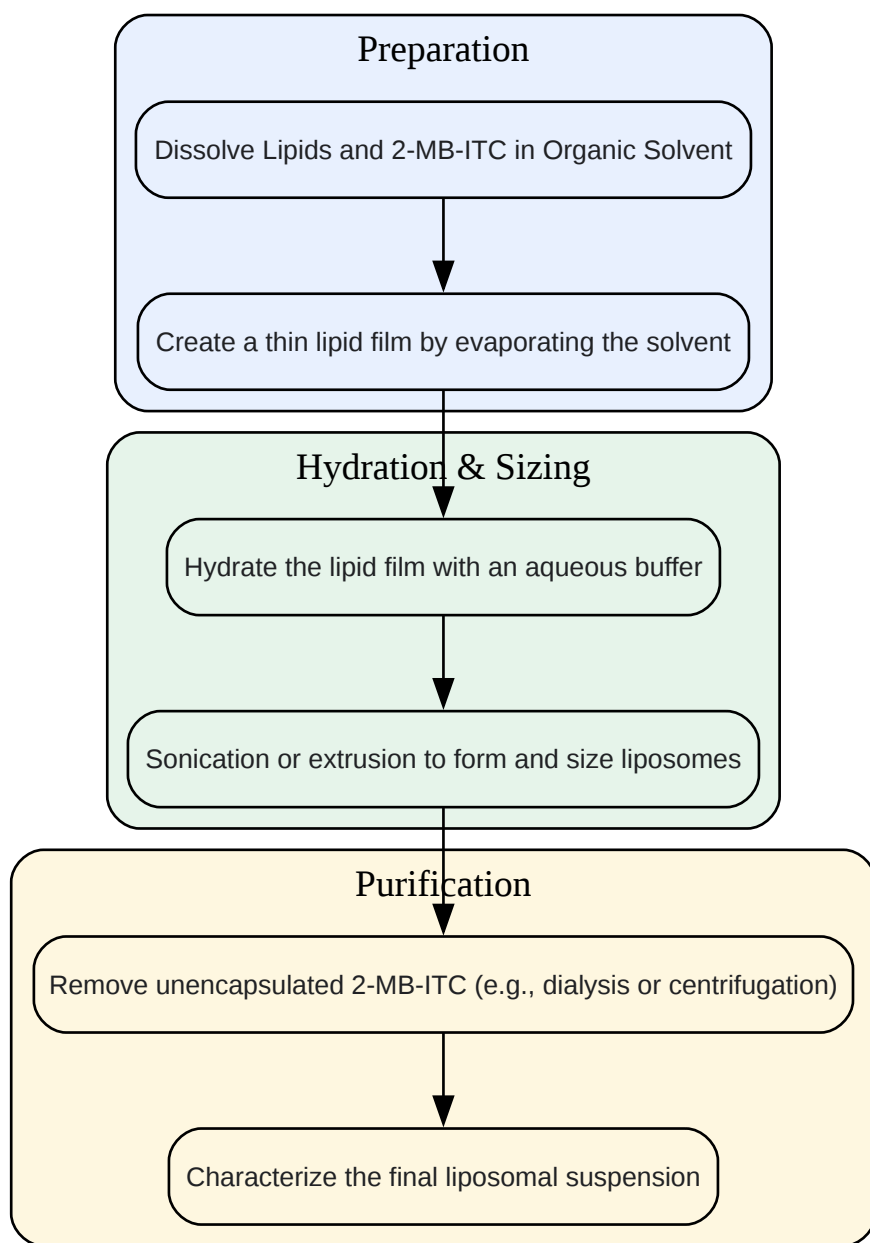 Preparation
Dissolve Lipids and 2-MB-ITC in Organic Solvent
Create a thin lipid film by evaporating the solvent
Hydration & Sizing
Hydrate the lipid film with an aqueous buffer
Sonication or extrusion to form and size liposomes
Purification
Remove unencapsulated 2-MB-ITC (e.g., dialysis or centrifugation)
Characterize the final liposomal suspension